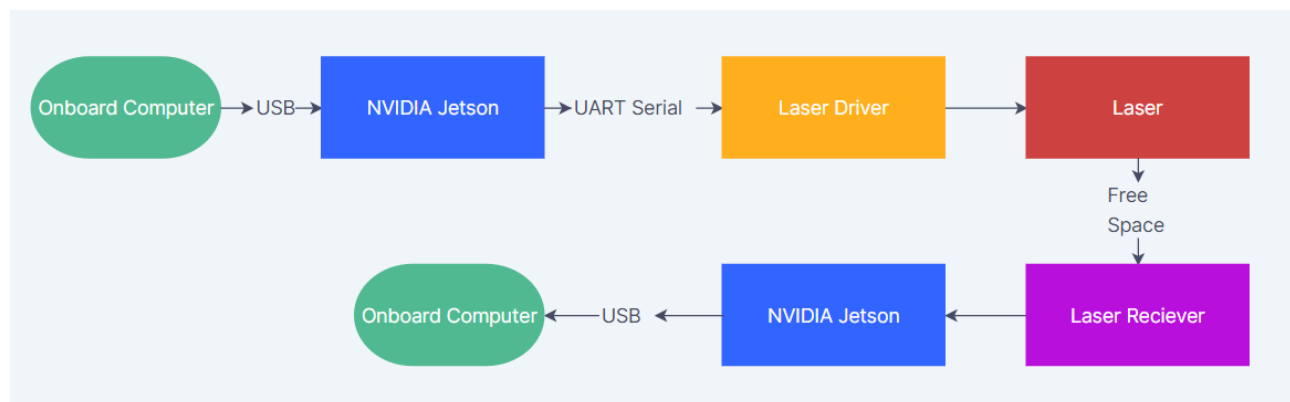 Onboard Computer
USB
NVIDIA Jetson
UART Serial
Laser Driver
Laser
Free
Space
Laser Reciever
NVIDIA Jetson
USB
Onboard Computer